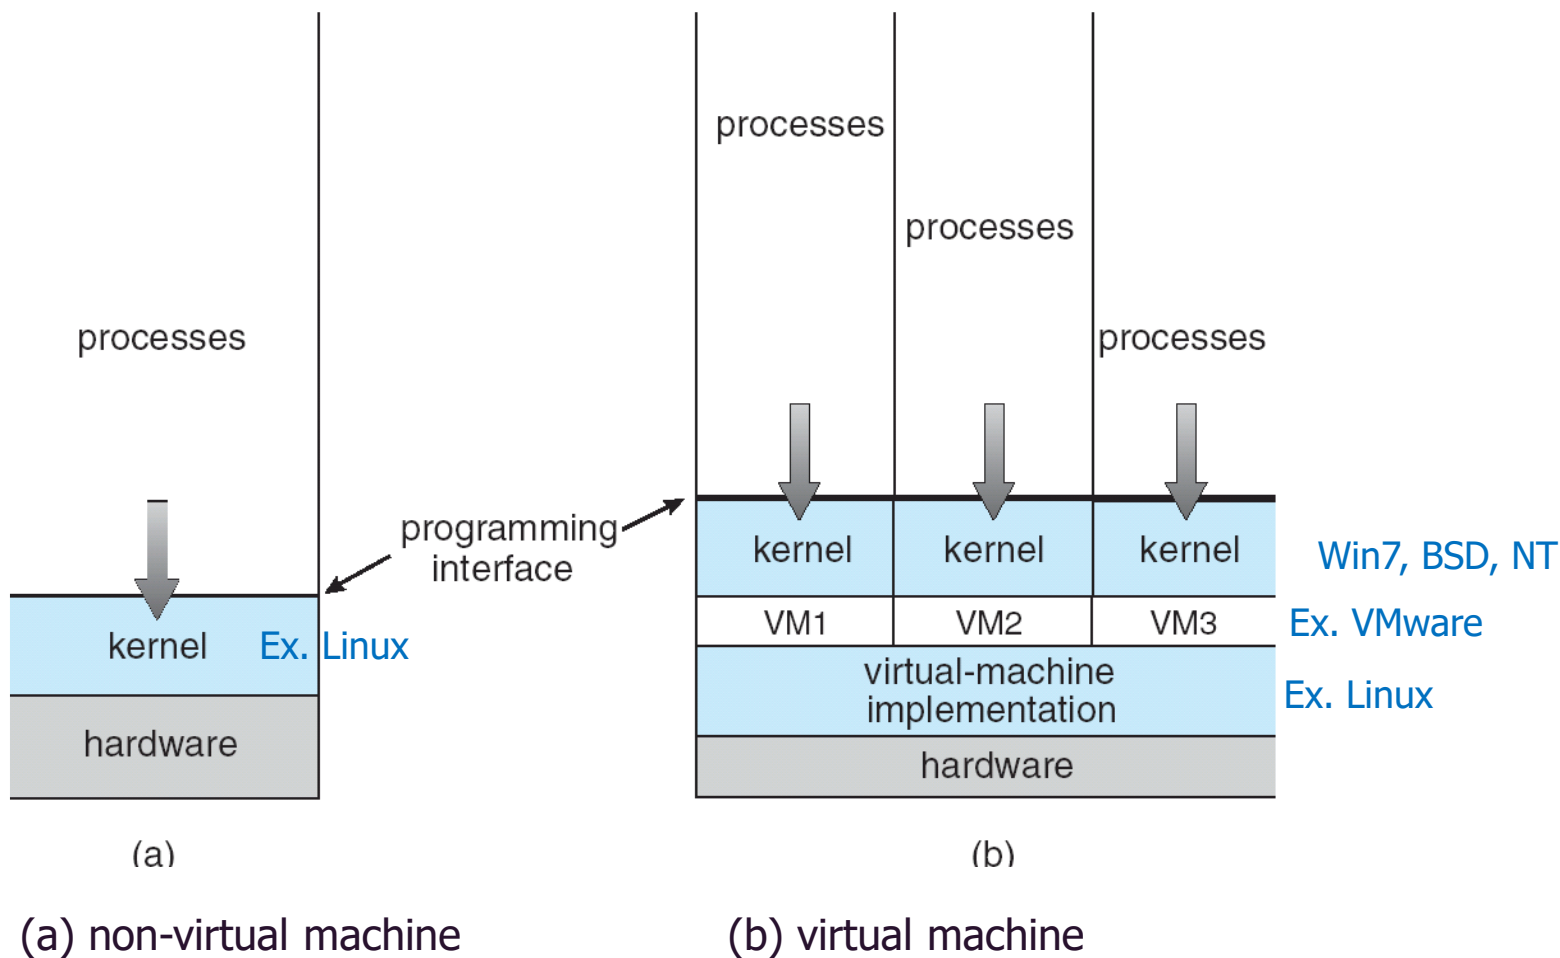 processes
kernel
Ex. Linux
hardware
(a)
programming
interface
processes
processes
processes
kernel
kernel
kernel
Win7, BSD, NT
VM1
VM2
VM3
Ex. VMware
virtual-machine
implementation
Ex. Linux
hardware
(b)
(a) non-virtual machine
(b) virtual machine